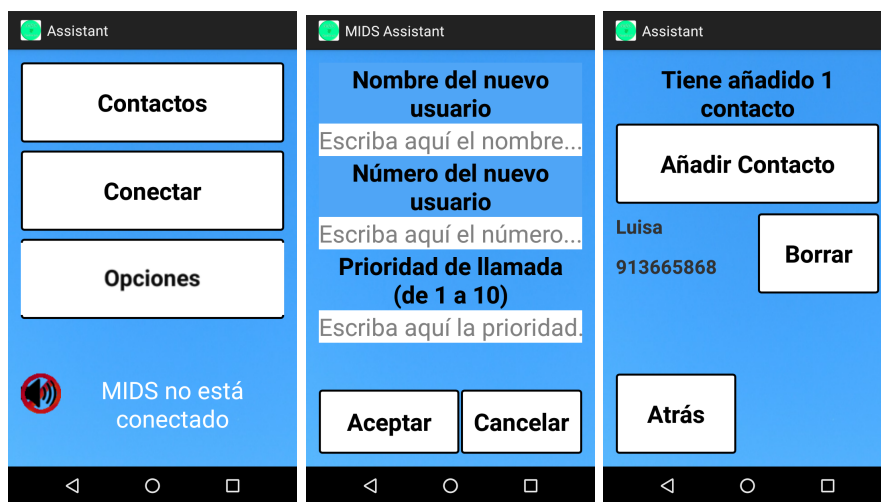 Assistant
Contactos
Conectar
Opciones
MIDS no está
conectado
MIDS Assistant
Nombre del nuevo
usuario
Escriba aquí el nombre...
Número del nuevo
usuario
Escriba aquí el número...
Prioridad de llamada
(de 1 a 10)
Escriba aquí la prioridad.
Aceptar
Cancelar
Assistant
Tiene añadido 1
contacto
Añadir Contacto
Luisa
913665868
Borrar
Atrás